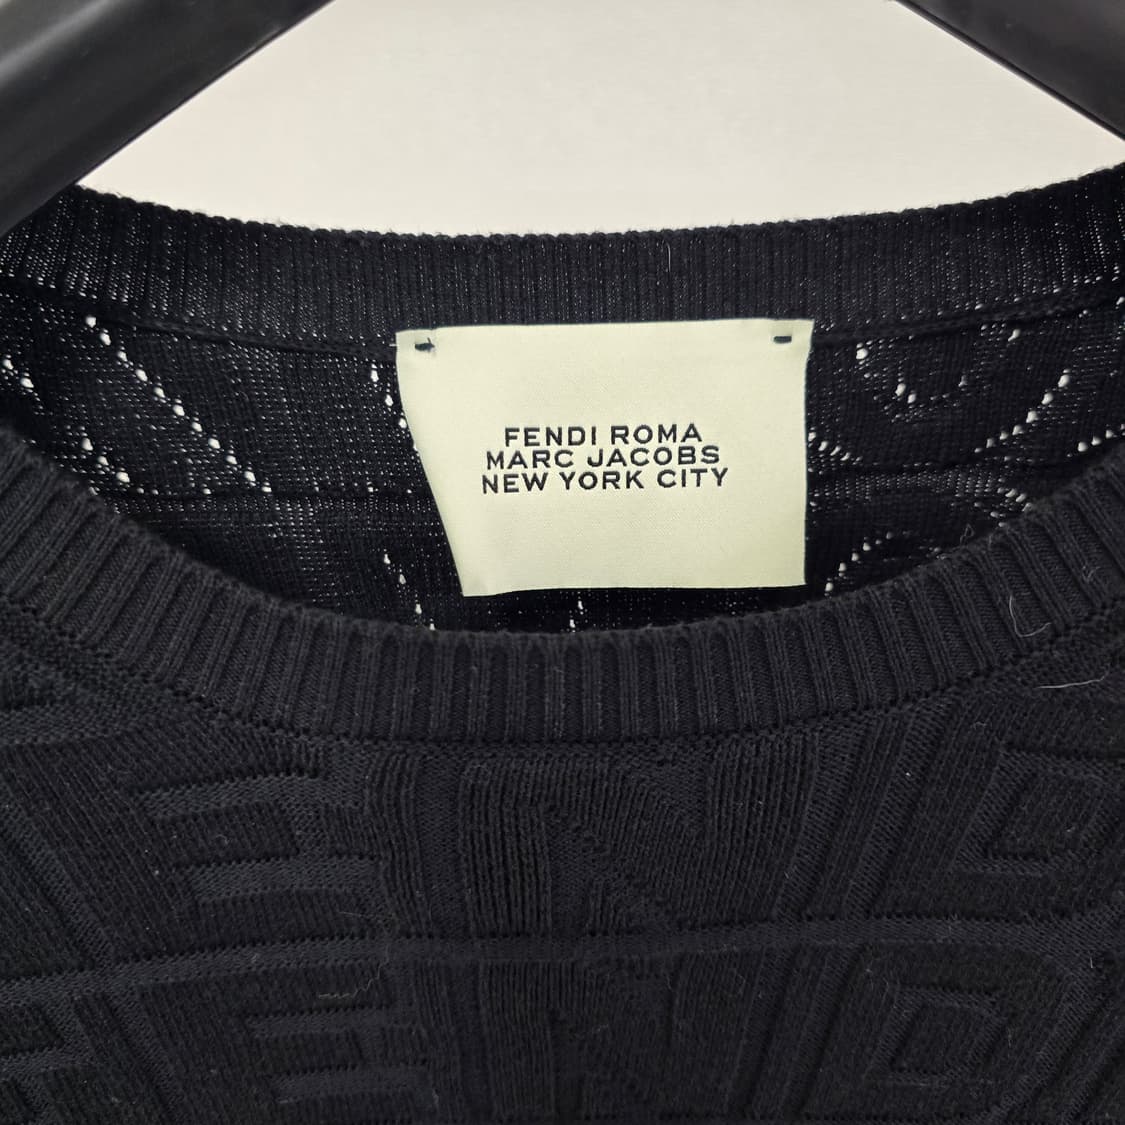 FENDI ROMA
MARC JACOBS
NEW YORK CITY